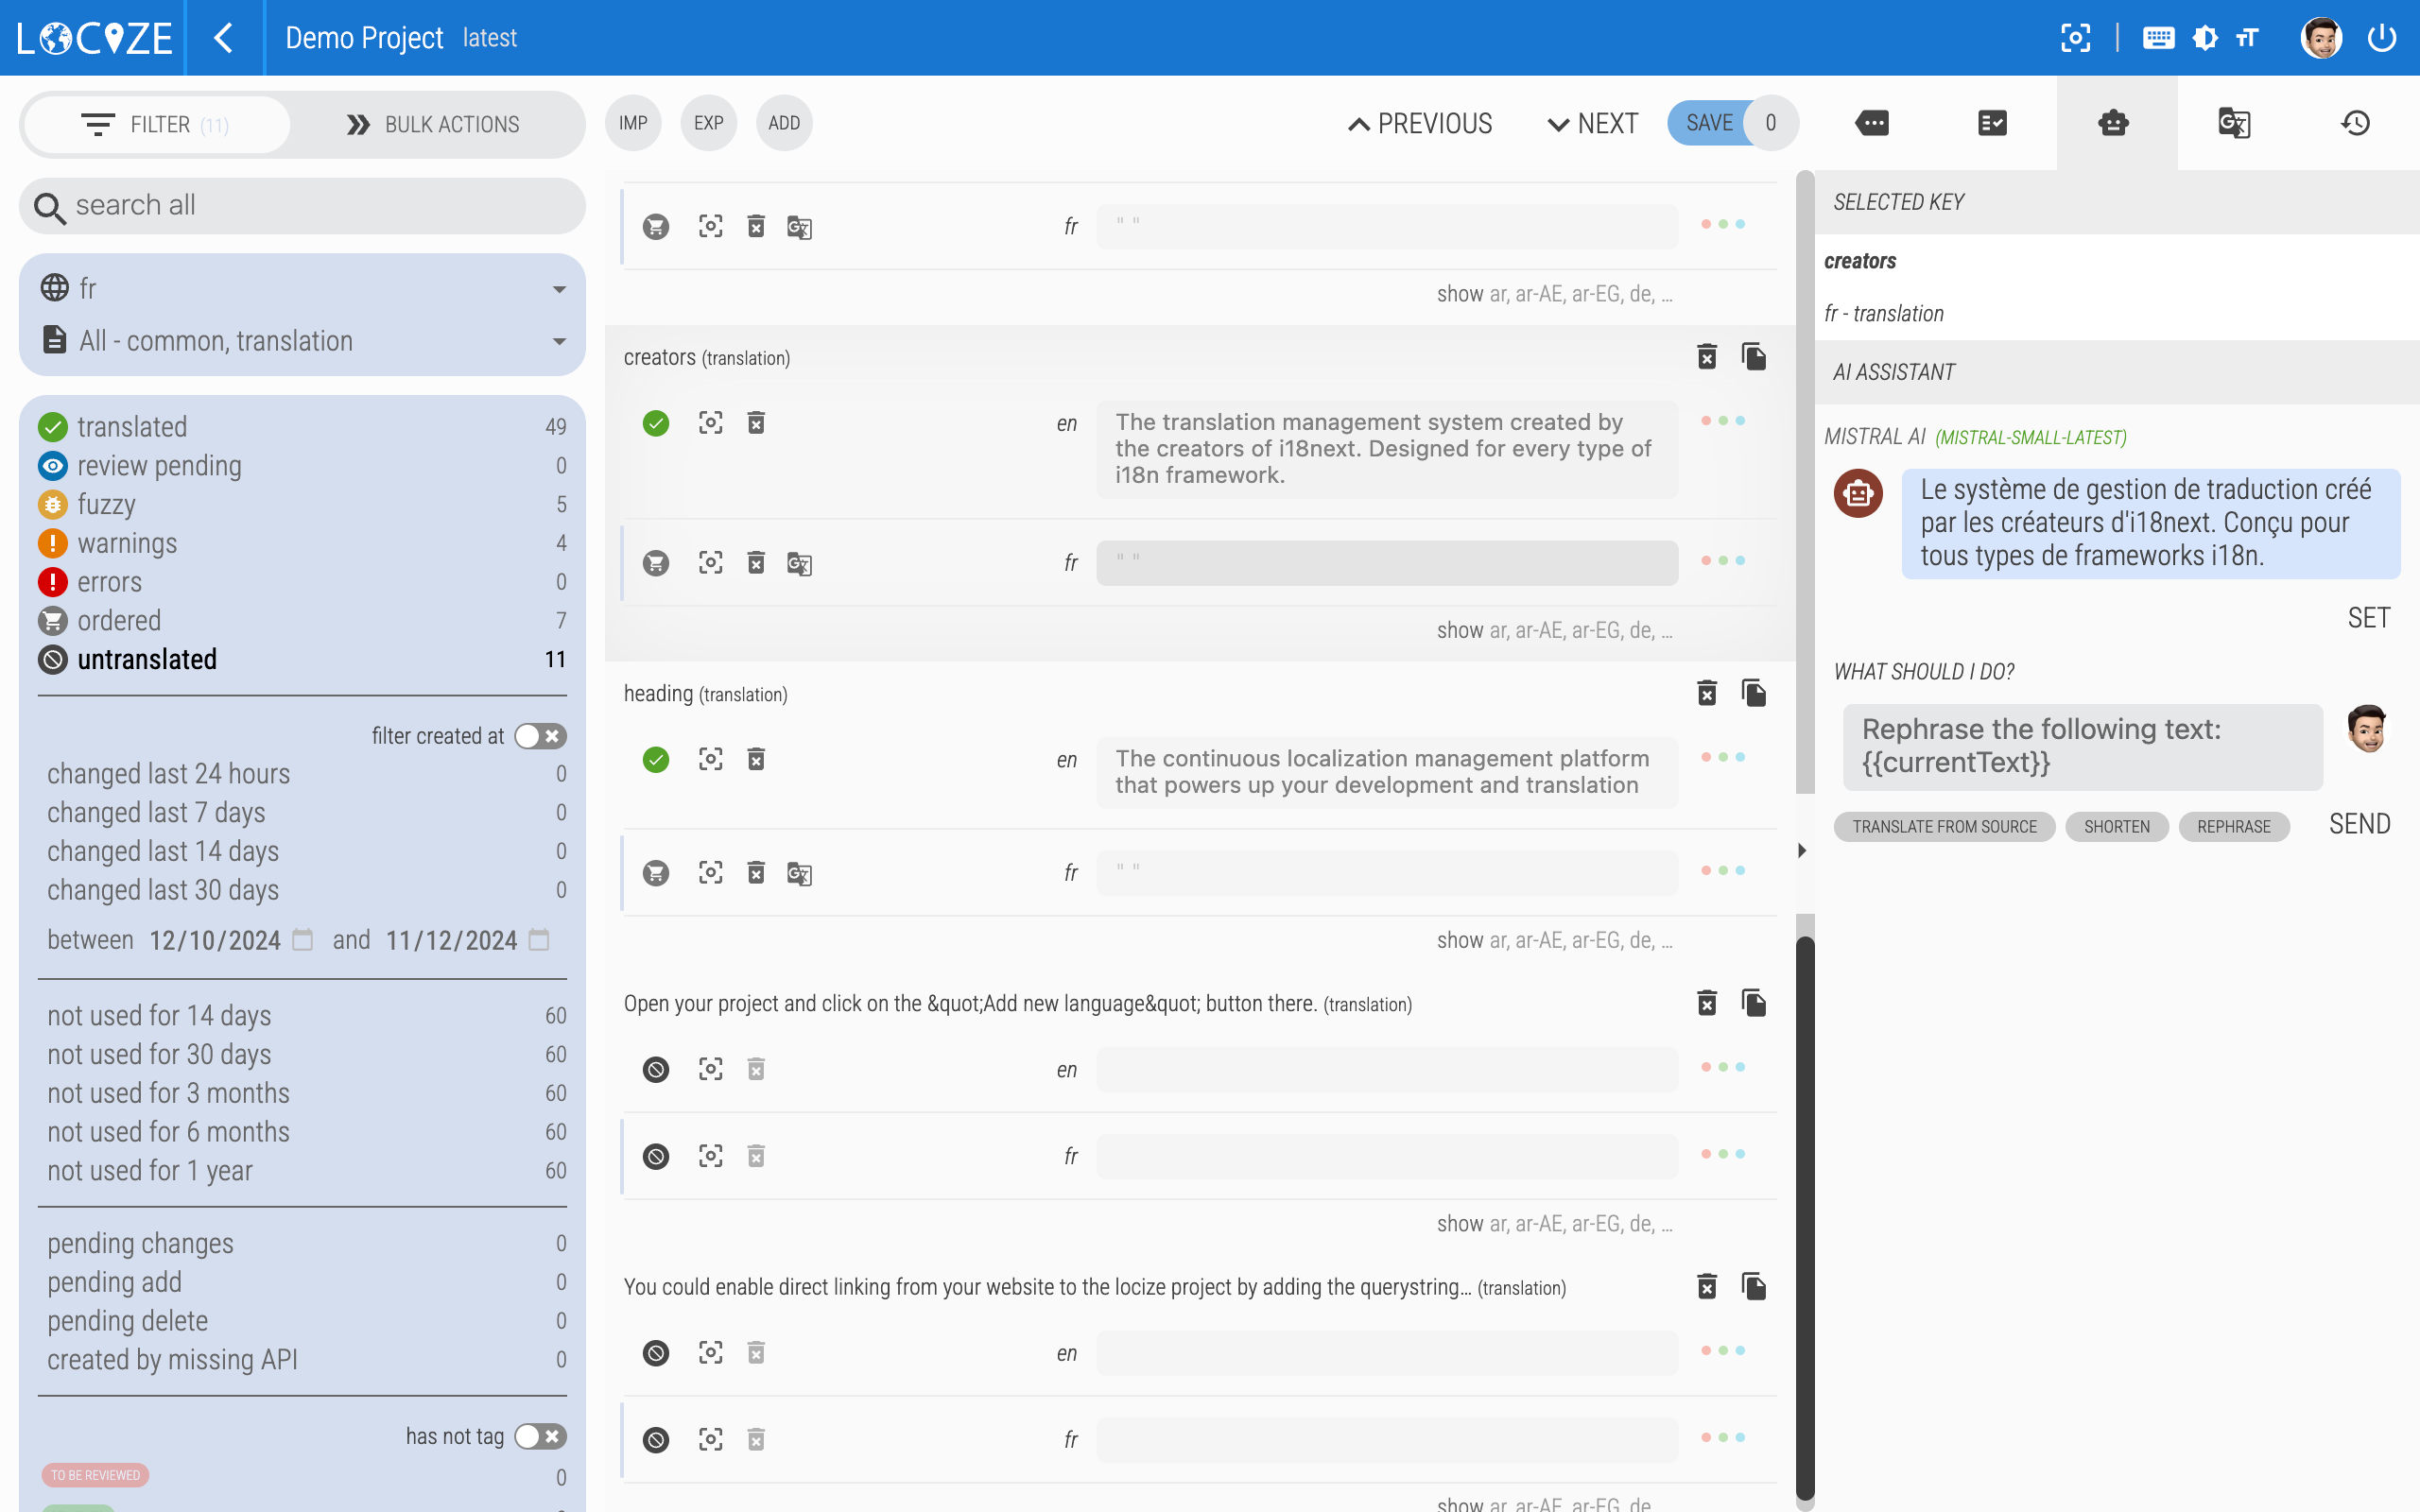 LOCIZE
Demo Project latest
FILTER (11)
BULK ACTIONS
IMP
EXP
ADD
PREVIOUS
NEXT
SAVE 0
search all
fr
All - common, translation
translated 49
review pending 0
fuzzy 5
warnings 4
errors 0
ordered 7
untranslated 11
filter created at
changed last 24 hours 0
changed last 7 days 0
changed last 14 days 0
changed last 30 days 0
between 12/10/2024 and 11/12/2024
not used for 14 days 60
not used for 30 days 60
not used for 3 months 60
not used for 6 months 60
not used for 1 year 60
pending changes 0
pending add 0
pending delete 0
created by missing API 0
has not tag
TO BE REVIEWED 0
fr " "
show ar, ar-AE, ar-EG, de, ...
creators (translation)
en
The translation management system created by
the creators of i18next. Designed for every type of
i18n framework.
fr " "
show ar, ar-AE, ar-EG, de, ...
heading (translation)
en
The continuous localization management platform
that powers up your development and translation
fr " "
show ar, ar-AE, ar-EG, de, ...
Open your project and click on the &quot;Add new language&quot; button there. (translation)
en
fr
show ar, ar-AE, ar-EG, de, ...
You could enable direct linking from your website to the locize project by adding the querystring... (translation)
en
fr
show ar, ar-AE, ar-EG, de
SELECTED KEY
creators
fr - translation
AI ASSISTANT
MISTRAL AI (MISTRAL-SMALL-LATEST)
Le système de gestion de traduction créé
par les créateurs d'i18next. Conçu pour
tous types de frameworks i18n.
SET
WHAT SHOULD I DO?
Rephrase the following text:
{{currentText}}
TRANSLATE FROM SOURCE
SHORTEN
REPHRASE
SEND